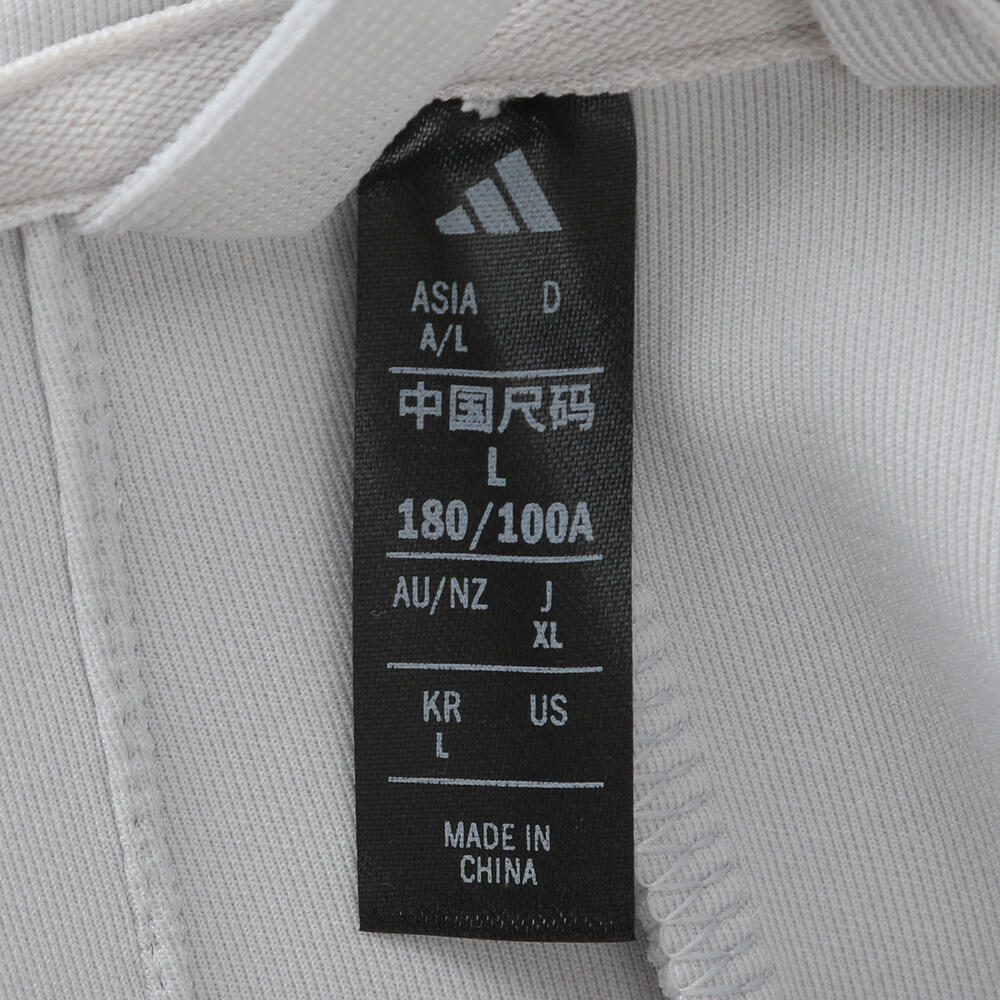 ASIA D
A/L
中国尺码
L
180/100A
AU/NZ J
XL
KR US
L
MADE IN
CHINA